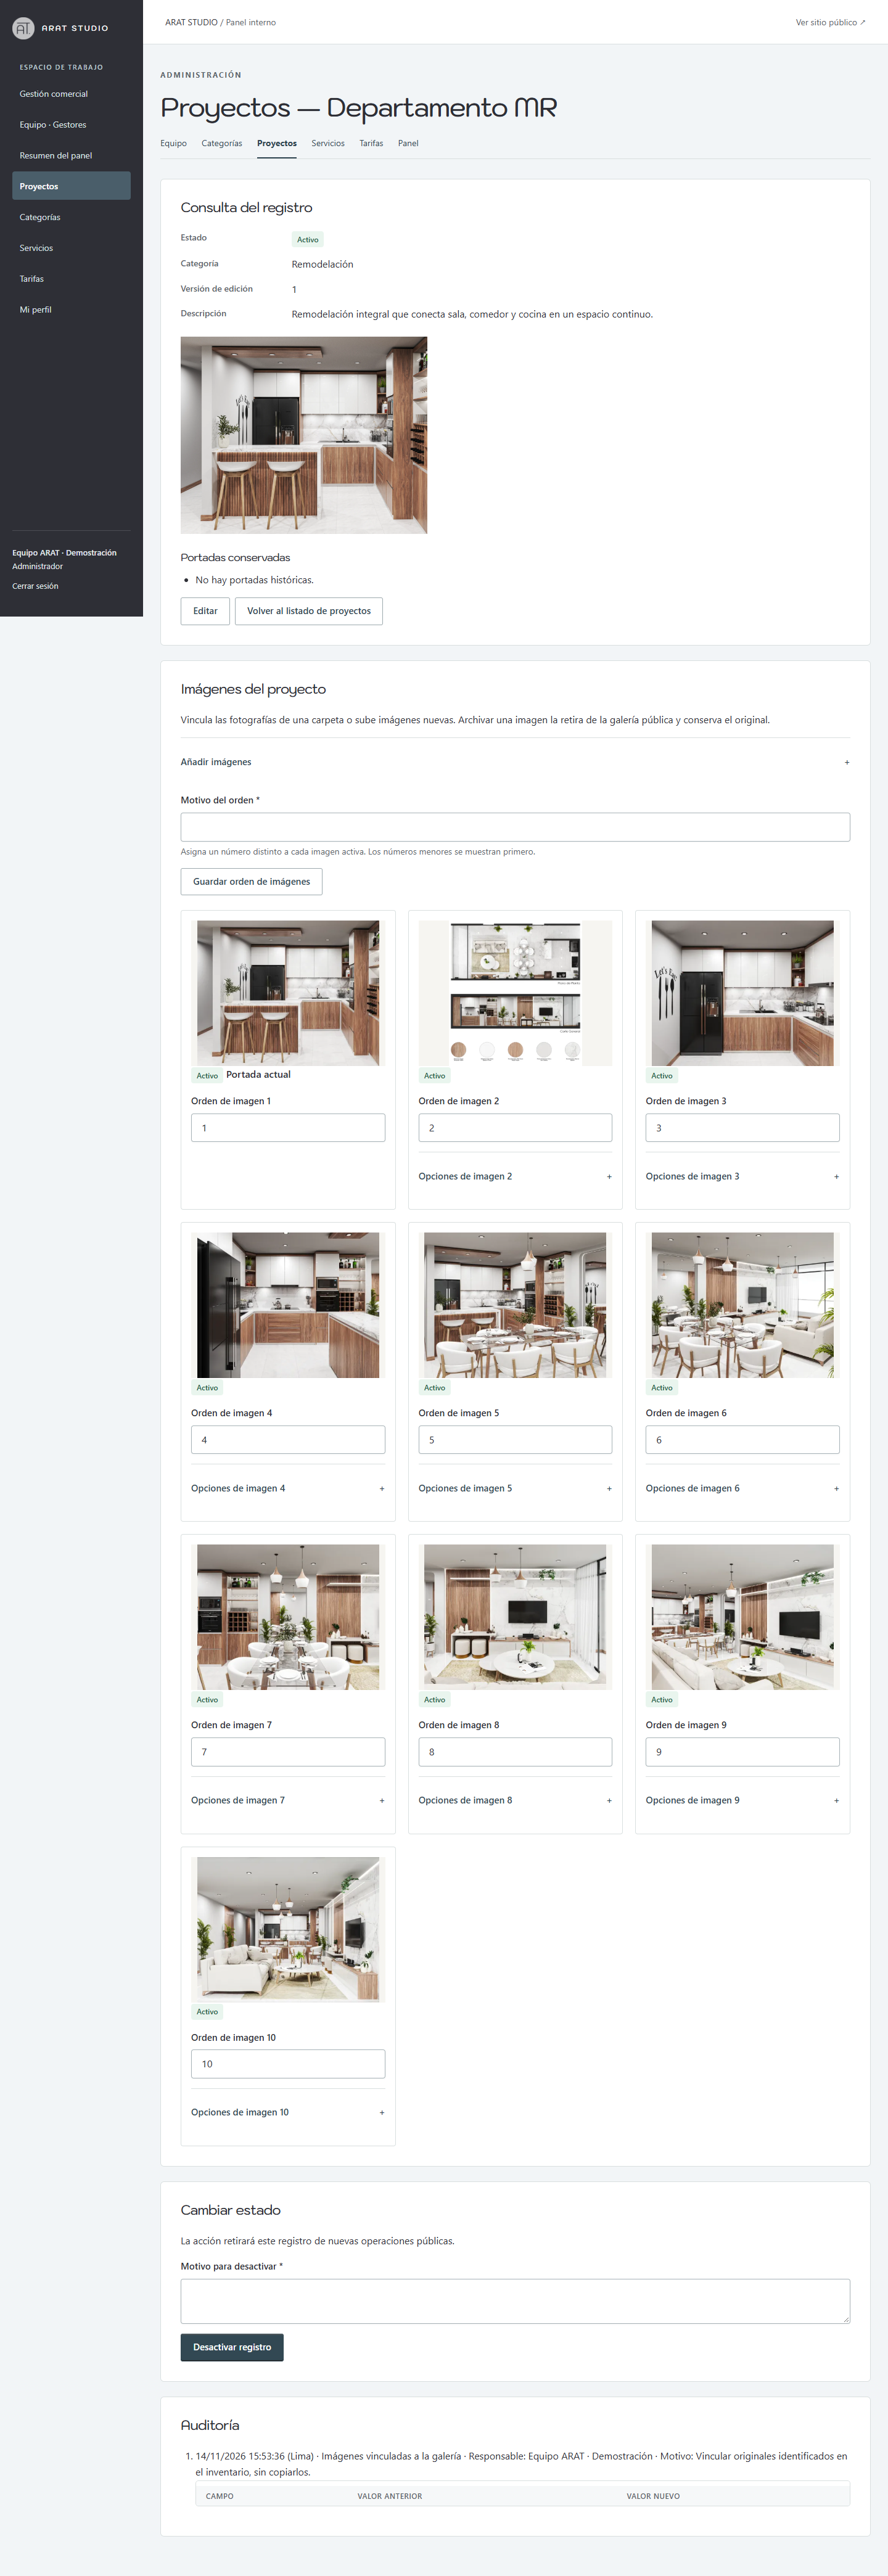 ARAT STUDIO
ESPACIO DE TRABAJO
Gestión comercial
Equipo · Gestores
Resumen del panel
Proyectos
Categorías
Servicios
Tarifas
Mi perfil
Equipo ARAT · Demostración
Administrador
Cerrar sesión
ARAT STUDIO / Panel interno
Ver sitio público ↗
ADMINISTRACIÓN
Proyectos — Departamento MR
Equipo Categorías Proyectos Servicios Tarifas Panel
Consulta del registro
Estado Activo
Categoría Remodelación
Versión de edición 1
Descripción Remodelación integral que conecta sala, comedor y cocina en un espacio continuo.
Portadas conservadas
• No hay portadas históricas.
Editar Volver al listado de proyectos
Imágenes del proyecto
Vincula las fotografías de una carpeta o sube imágenes nuevas. Archivar una imagen la retira de la galería pública y conserva el original.
Añadir imágenes +
Motivo del orden *
Asigna un número distinto a cada imagen activa. Los números menores se muestran primero.
Guardar orden de imágenes
Activo Portada actual
Orden de imagen 1
1
Activo
Orden de imagen 2
2
Opciones de imagen 2 +
Let's Eat
Activo
Orden de imagen 3
3
Opciones de imagen 3 +
Activo
Orden de imagen 4
4
Opciones de imagen 4 +
Activo
Orden de imagen 5
5
Opciones de imagen 5 +
Activo
Orden de imagen 6
6
Opciones de imagen 6 +
Activo
Orden de imagen 7
7
Opciones de imagen 7 +
Activo
Orden de imagen 8
8
Opciones de imagen 8 +
Activo
Orden de imagen 9
9
Opciones de imagen 9 +
Activo
Orden de imagen 10
10
Opciones de imagen 10 +
Cambiar estado
La acción retirará este registro de nuevas operaciones públicas.
Motivo para desactivar *
Desactivar registro
Auditoría
1. 14/11/2026 15:53:36 (Lima) · Imágenes vinculadas a la galería · Responsable: Equipo ARAT · Demostración · Motivo: Vincular originales identificados en
el inventario, sin copiarlos.
CAMPO VALOR ANTERIOR VALOR NUEVO